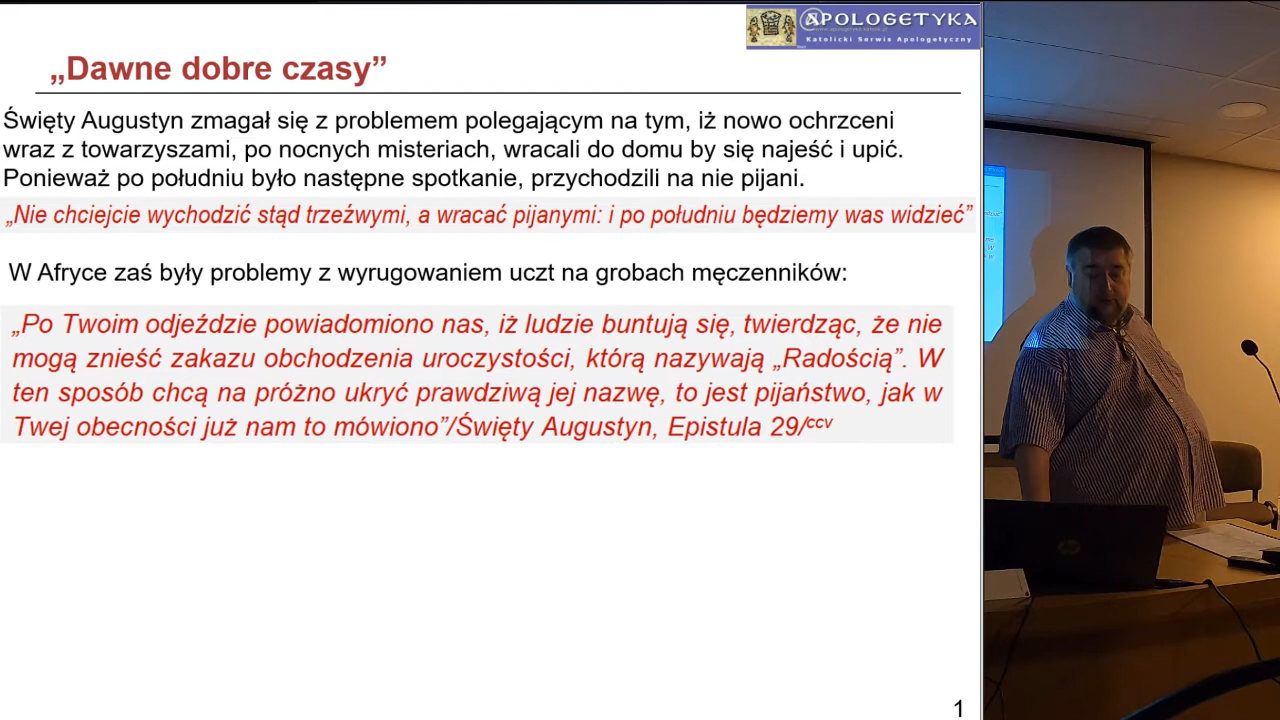 @POLOGETYKA
Katolicki Serwis Apologetyczny
„Dawne dobre czasy”
Święty Augustyn zmagał się z problemem polegającym na tym, iż nowo ochrzceni
wraz z towarzyszami, po nocnych misteriach, wracali do domu by się najeść i upić.
Ponieważ po południu było następne spotkanie, przychodzili na nie pijani.
„Nie chciejcie wychodzić stąd trzeźwymi, a wracać pijanymi: i po południu będziemy was widzieć”
W Afryce zaś były problemy z wyrugowaniem uczt na grobach męczenników:
„Po Twoim odjeździe powiadomiono nas, iż ludzie buntują się, twierdząc, że nie
mogą znieść zakazu obchodzenia uroczystości, którą nazywają „Radością”. W
ten sposób chcą na próżno ukryć prawdziwą jej nazwę, to jest pijaństwo, jak w
Twej obecności już nam to mówiono”/Święty Augustyn, Epistula 29/ccv
1